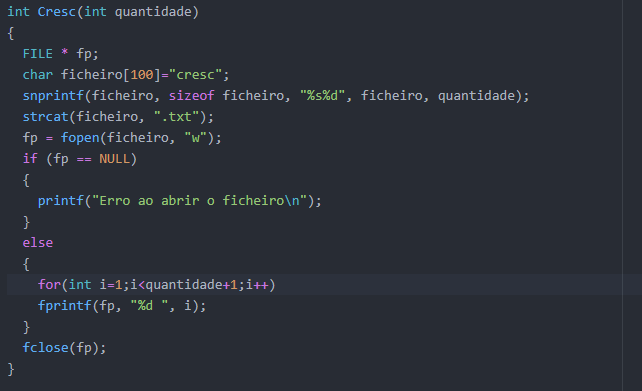 int Cresc(int quantidade)
{
FILE * fp;
char ficheiro[100]="cresc";
snprintf(ficheiro, sizeof ficheiro, "%s%d", ficheiro, quantidade);
strcat(ficheiro, ".txt");
fp = fopen(ficheiro, "w");
if (fp == NULL)
{
printf("Erro ao abrir o ficheiro\n");
}
else
{
for(int i=1;i<quantidade+1;i++)
fprintf(fp, "%d ", i);
}
fclose(fp);
}